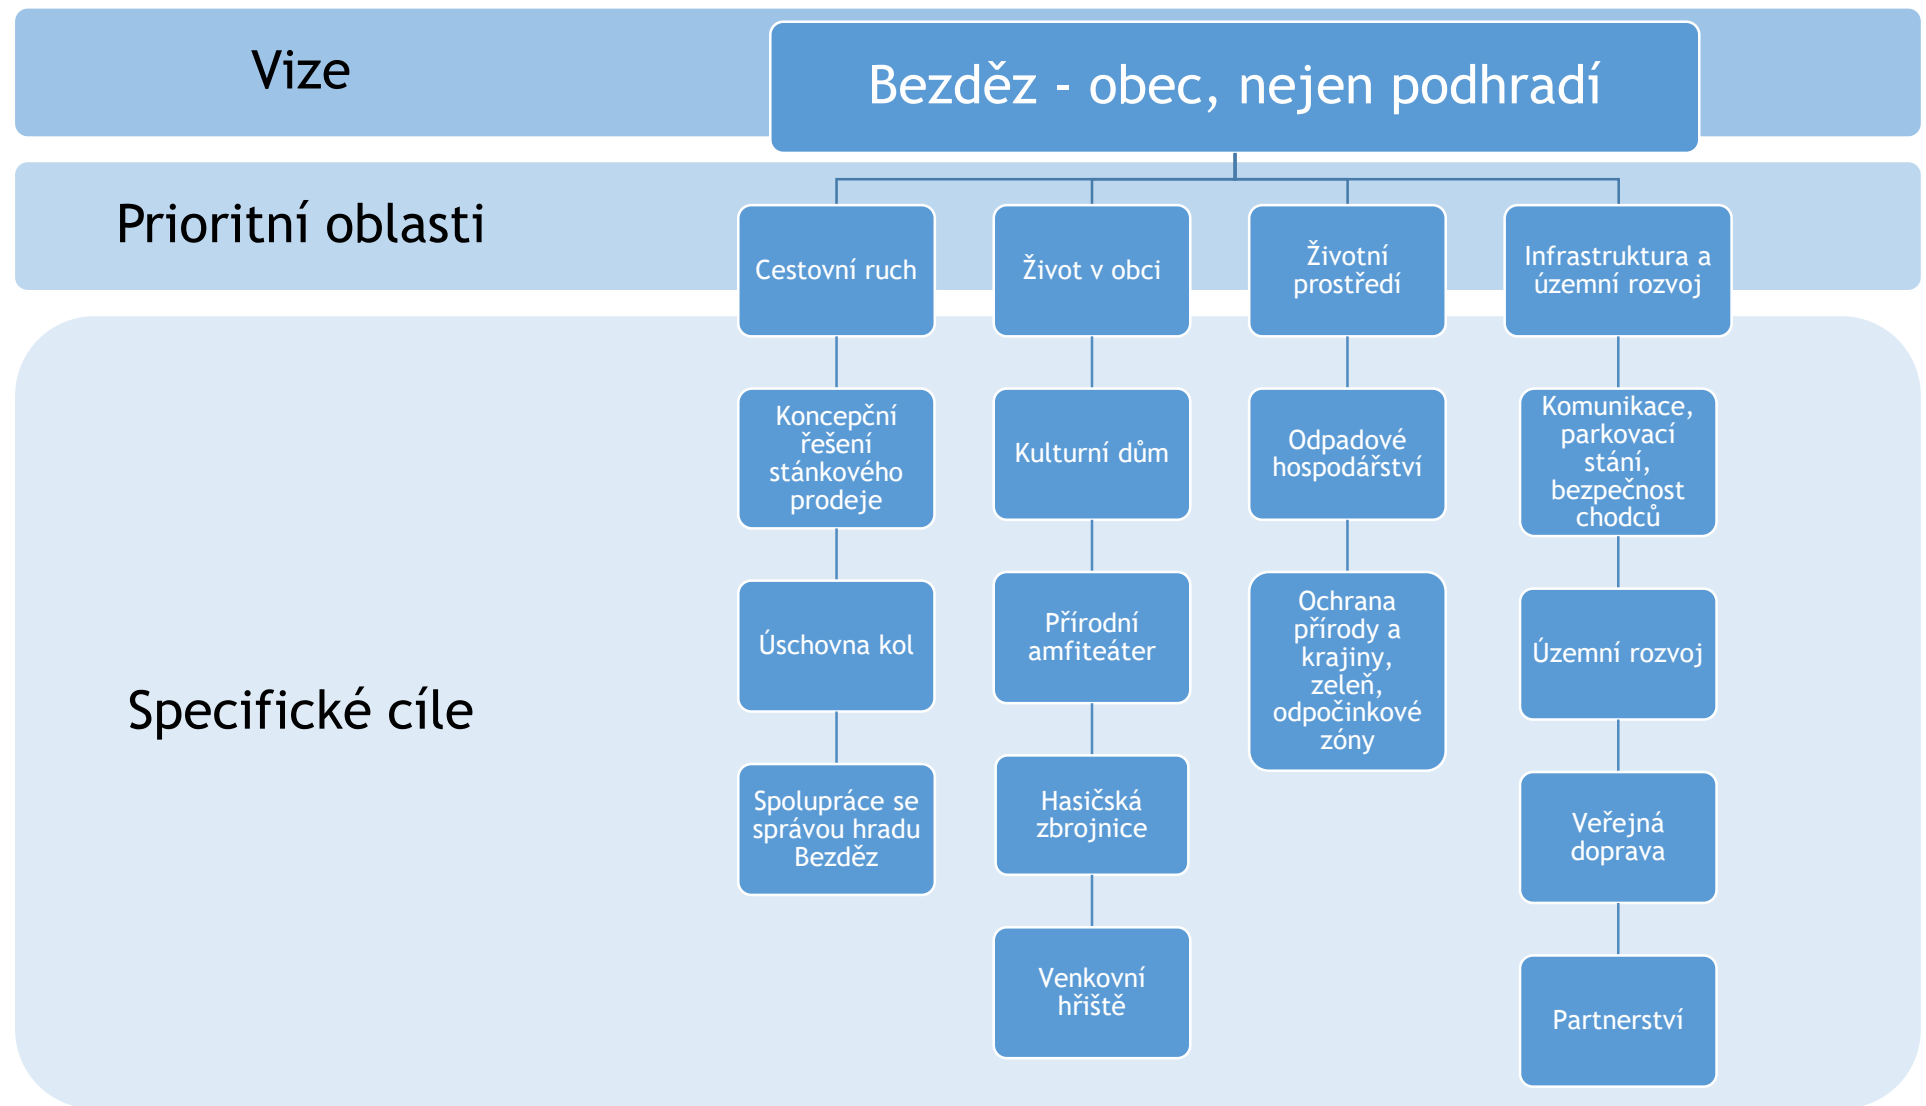 Vize
Bezděz - obec, nejen podhradí
Prioritní oblasti
Cestovní ruch
Život v obci
Životní
prostředí
Infrastruktura a
územní rozvoj
Specifické cíle
Koncepční
řešení
stánkového
prodeje
Úschovna kol
Spolupráce se
správou hradu
Bezděz
Kulturní dům
Přírodní
amfiteáter
Hasičská
zbrojnice
Venkovní
hřiště
Odpadové
hospodářství
Ochrana
přírody a
krajiny,
zeleň,
odpočinkové
zóny
Komunikace,
parkovací
stání,
bezpečnost
chodců
Územní rozvoj
Veřejná
doprava
Partnerství